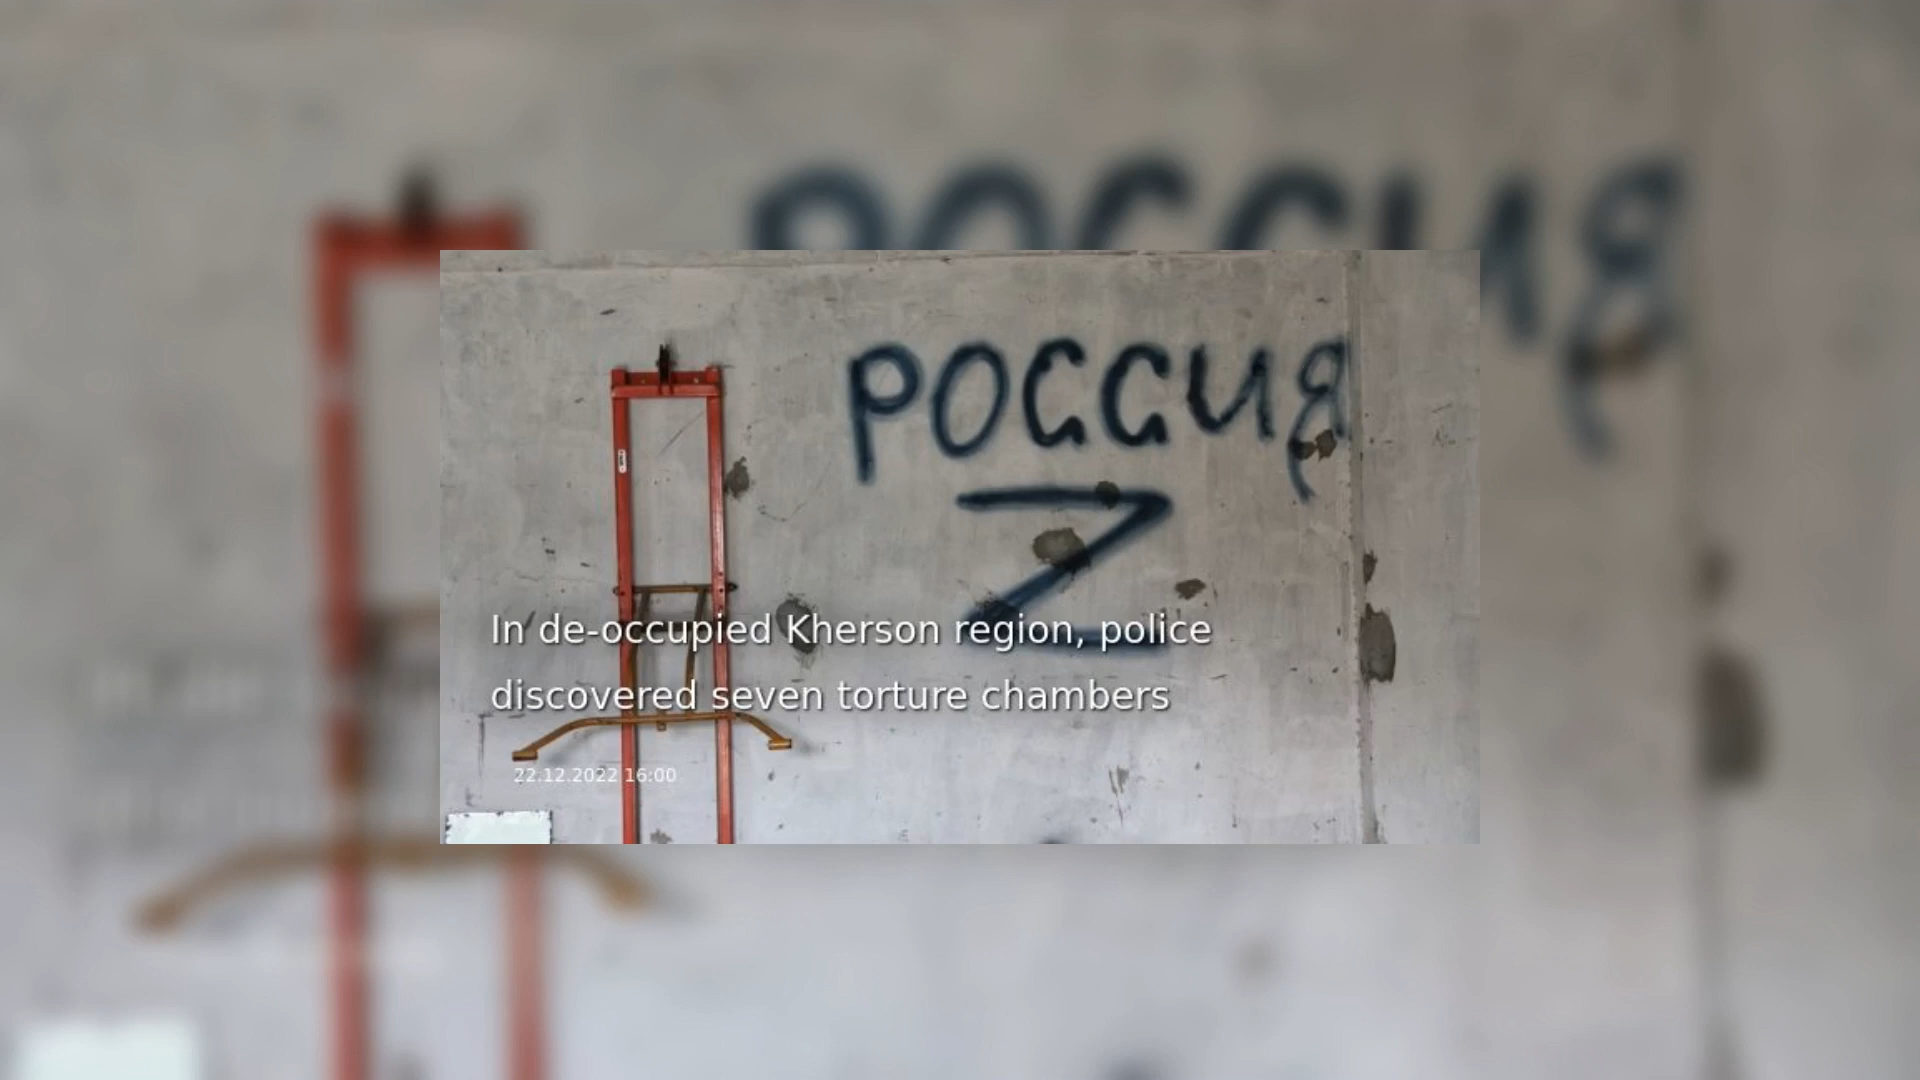 РОССИЯ
Z
In de-occupied Kherson region, police
discovered seven torture chambers
22.12.2022 16:00